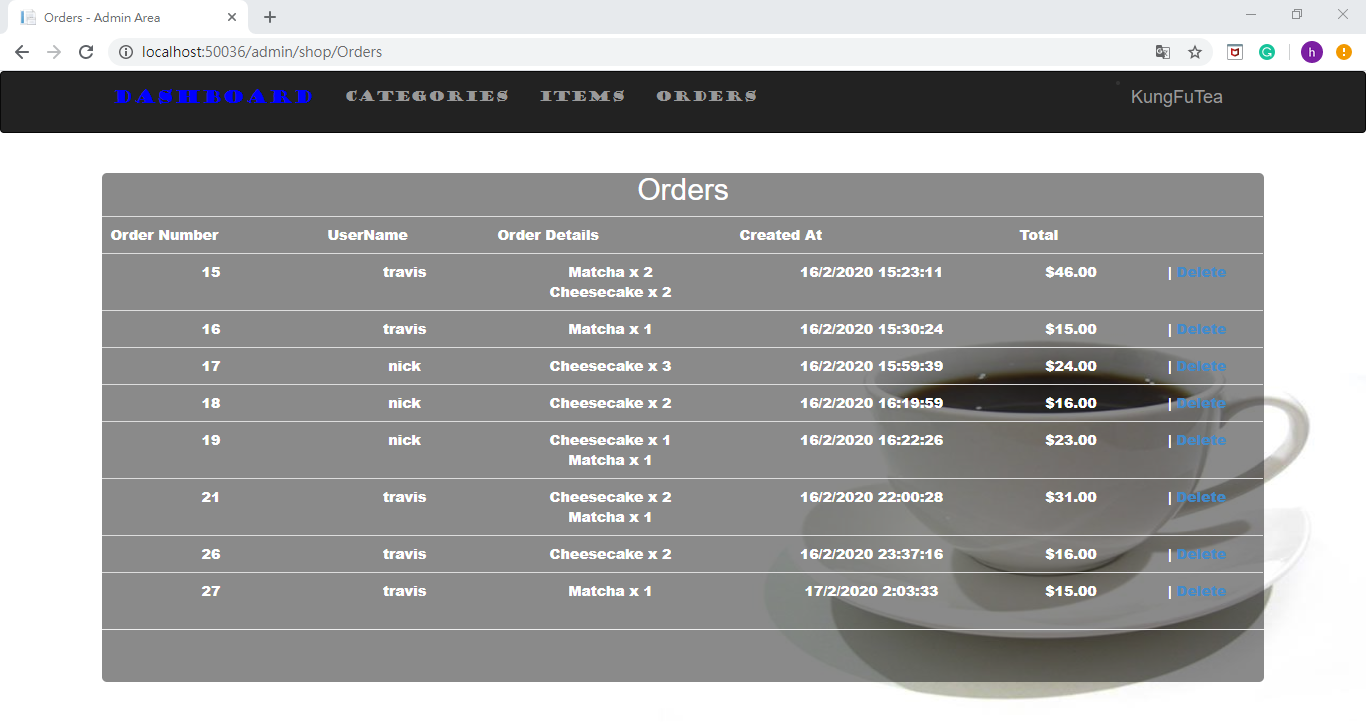 Orders - Admin Area
localhost:50036/admin/shop/Orders
h
DASHBOARD CATEGORIES ITEMS ORDERS KungFuTea
Orders
Order Number UserName Order Details Created At Total
15 travis Matcha x 2 16/2/2020 15:23:11 $46.00 | Delete
Cheesecake x 2
16 travis Matcha x 1 16/2/2020 15:30:24 $15.00 | Delete
17 nick Cheesecake x 3 16/2/2020 15:59:39 $24.00 | Delete
18 nick Cheesecake x 2 16/2/2020 16:19:59 $16.00 | Delete
19 nick Cheesecake x 1 16/2/2020 16:22:26 $23.00 | Delete
Matcha x 1
21 travis Cheesecake x 2 16/2/2020 22:00:28 $31.00 | Delete
Matcha x 1
26 travis Cheesecake x 2 16/2/2020 23:37:16 $16.00 | Delete
27 travis Matcha x 1 17/2/2020 2:03:33 $15.00 | Delete